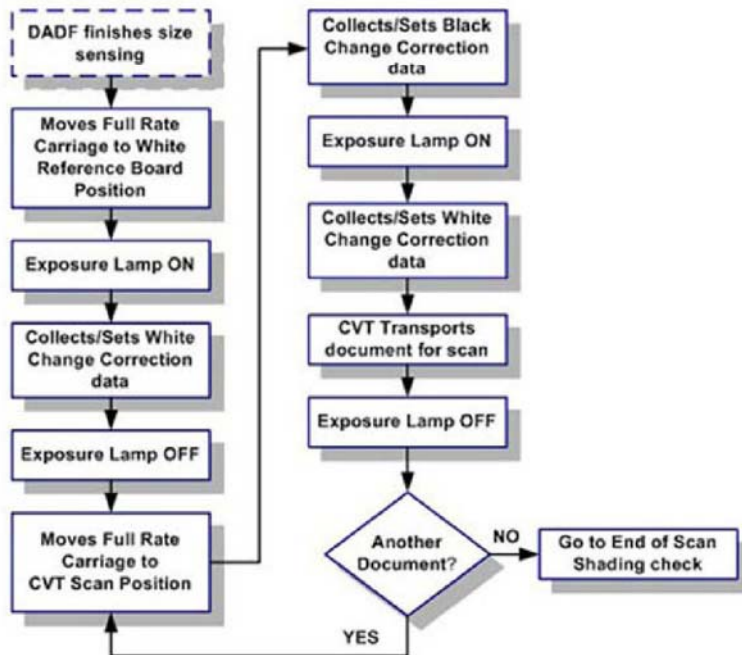 DADF finishes size
sensing
Moves Full Rate
Carriage to White
Reference Board
Position
Exposure Lamp ON
Collects/Sets White
Change Correction
data
Exposure Lamp OFF
Moves Full Rate
Carriage to
CVT Scan Position
Collects/Sets Black
Change Correction
data
Exposure Lamp ON
Collects/Sets White
Change Correction
data
CVT Transports
document for scan
Exposure Lamp OFF
Another
Document?
NO
Go to End of Scan
Shading check
YES